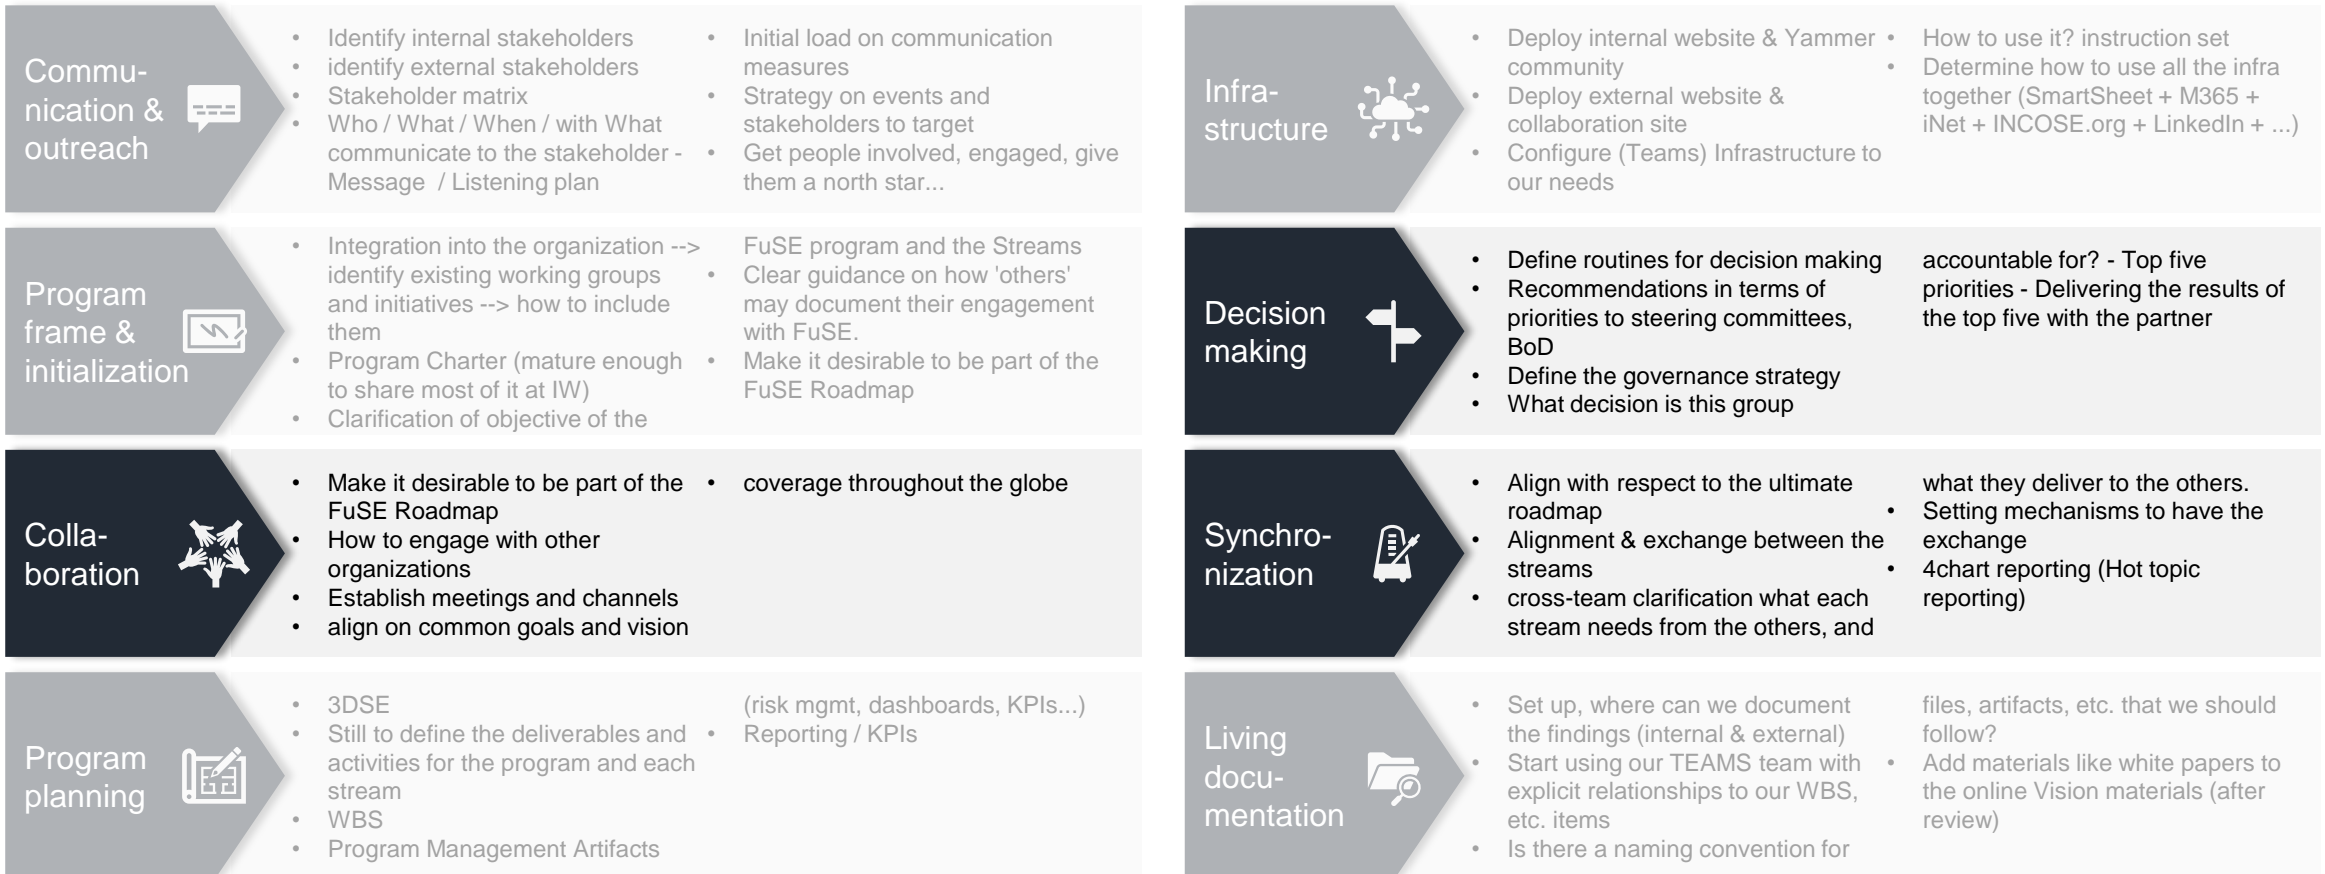 Commu-
nication &
outreach
• Identify internal stakeholders
• identify external stakeholders
• Stakeholder matrix
• Who / What / When / with What
communicate to the stakeholder -
Message / Listening plan
• Initial load on communication
measures
• Strategy on events and
stakeholders to target
• Get people involved, engaged, give
them a north star...
Infra-
structure
• Deploy internal website & Yammer
community
• Deploy external website &
collaboration site
• Configure (Teams) Infrastructure to
our needs
• How to use it? instruction set
• Determine how to use all the infra
together (SmartSheet + M365 +
iNet + INCOSE.org + LinkedIn + ...)
Program
frame &
initialization
• Integration into the organization -->
identify existing working groups
and initiatives --> how to include
them
• Program Charter (mature enough
to share most of it at IW)
• Clarification of objective of the
FuSE program and the Streams
• Clear guidance on how 'others'
may document their engagement
with FuSE.
• Make it desirable to be part of the
FuSE Roadmap
Decision
making
• Define routines for decision making
• Recommendations in terms of
priorities to steering committees,
BoD
• Define the governance strategy
• What decision is this group
accountable for? - Top five
priorities - Delivering the results of
the top five with the partner
Colla-
boration
• Make it desirable to be part of the
FuSE Roadmap
• How to engage with other
organizations
• Establish meetings and channels
• align on common goals and vision
• coverage throughout the globe
Synchro-
nization
• Align with respect to the ultimate
roadmap
• Alignment & exchange between the
streams
• cross-team clarification what each
stream needs from the others, and
what they deliver to the others.
• Setting mechanisms to have the
exchange
• 4chart reporting (Hot topic
reporting)
Program
planning
• 3DSE
• Still to define the deliverables and
activities for the program and each
stream
• WBS
• Program Management Artifacts
(risk mgmt, dashboards, KPIs...)
• Reporting / KPIs
Living
docu-
mentation
• Set up, where can we document
the findings (internal & external)
• Start using our TEAMS team with
explicit relationships to our WBS,
etc. items
• Is there a naming convention for
files, artifacts, etc. that we should
follow?
• Add materials like white papers to
the online Vision materials (after
review)